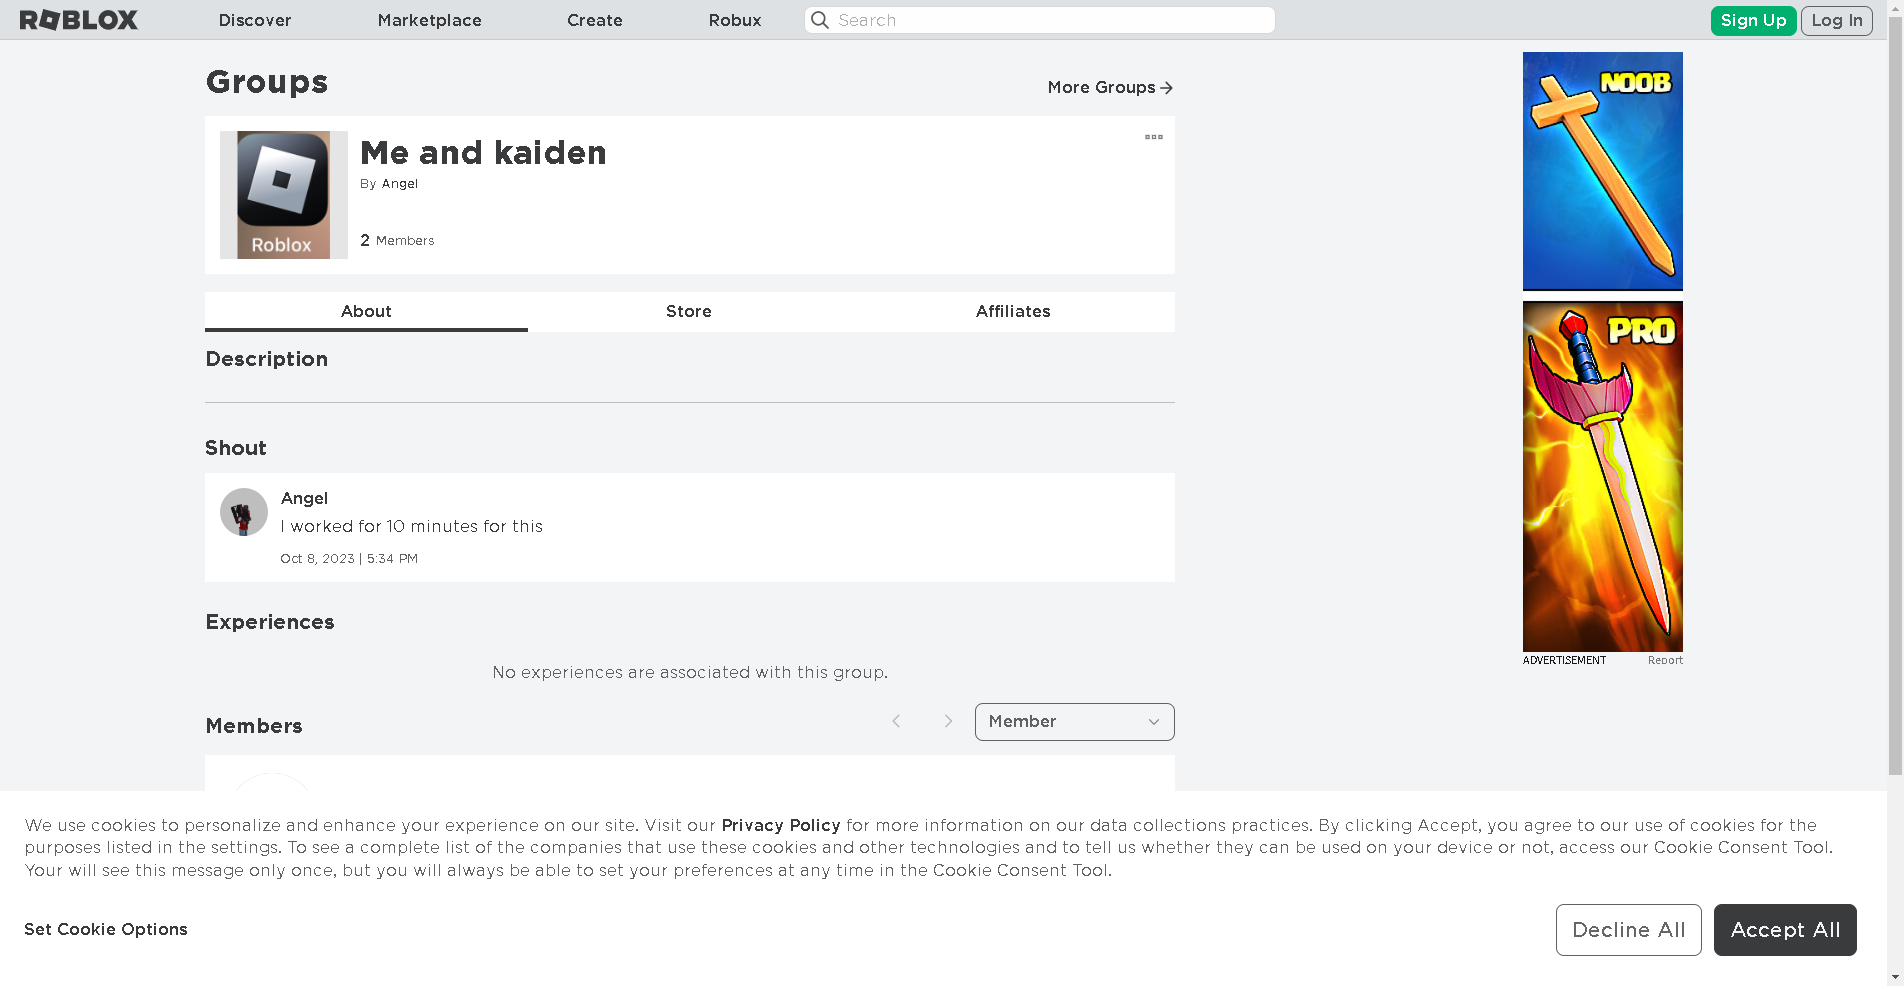 ROBLOX
Discover
Marketplace
Create
Robux
Search
Sign Up
Log In
Groups
More Groups
Roblox
Me and kaiden
By Angel
2 Members
About
Store
Affiliates
Description
Shout
Angel
I worked for 10 minutes for this
Oct 8, 2023 | 5:34 PM
Experiences
No experiences are associated with this group.
Members
Member
NOOB
PRO
ADVERTISEMENT
Report
We use cookies to personalize and enhance your experience on our site. Visit our Privacy Policy for more information on our data collections practices. By clicking Accept, you agree to our use of cookies for the
purposes listed in the settings. To see a complete list of the companies that use these cookies and other technologies and to tell us whether they can be used on your device or not, access our Cookie Consent Tool.
Your will see this message only once, but you will always be able to set your preferences at any time in the Cookie Consent Tool.
Set Cookie Options
Decline All
Accept All